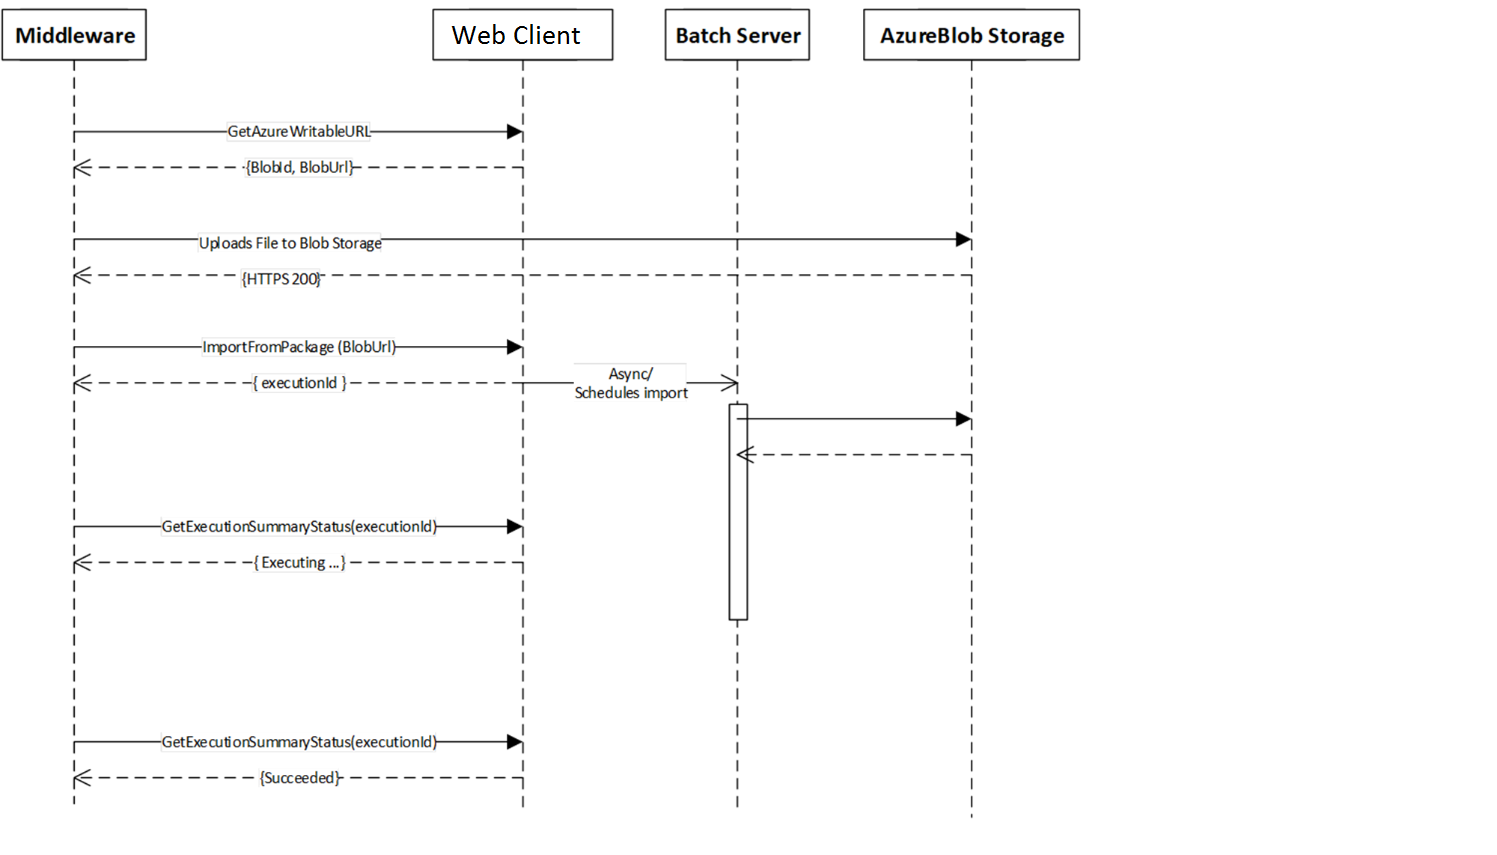 Middleware
Web Client
Batch Server
AzureBlob Storage
GetAzureWritableURL
{BlobId, BlobUrl}
Uploads File to Blob Storage
{HTTPS 200}
ImportFromPackage (BlobUrl)
{ executionId }
Async/
Schedules import
GetExecutionSummaryStatus(executionId)
{ Executing ... }
GetExecutionSummaryStatus(executionId)
{Succeeded}